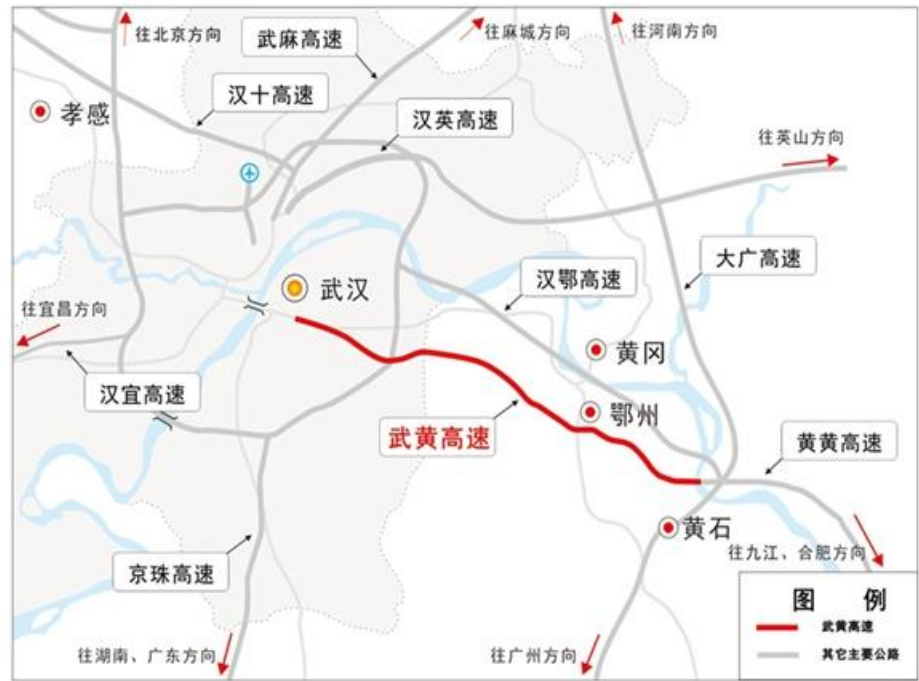 往北京方向
武麻高速
往麻城方向
往河南方向
汉十高速
孝感
汉英高速
往英山方向
大广高速
武汉
汉鄂高速
往宜昌方向
黄冈
汉宜高速
鄂州
武黄高速
黄黄高速
黄石
往九江、合肥方向
京珠高速
往湖南、广东方向
往广州方向
图 例
武黄高速
其它主要公路